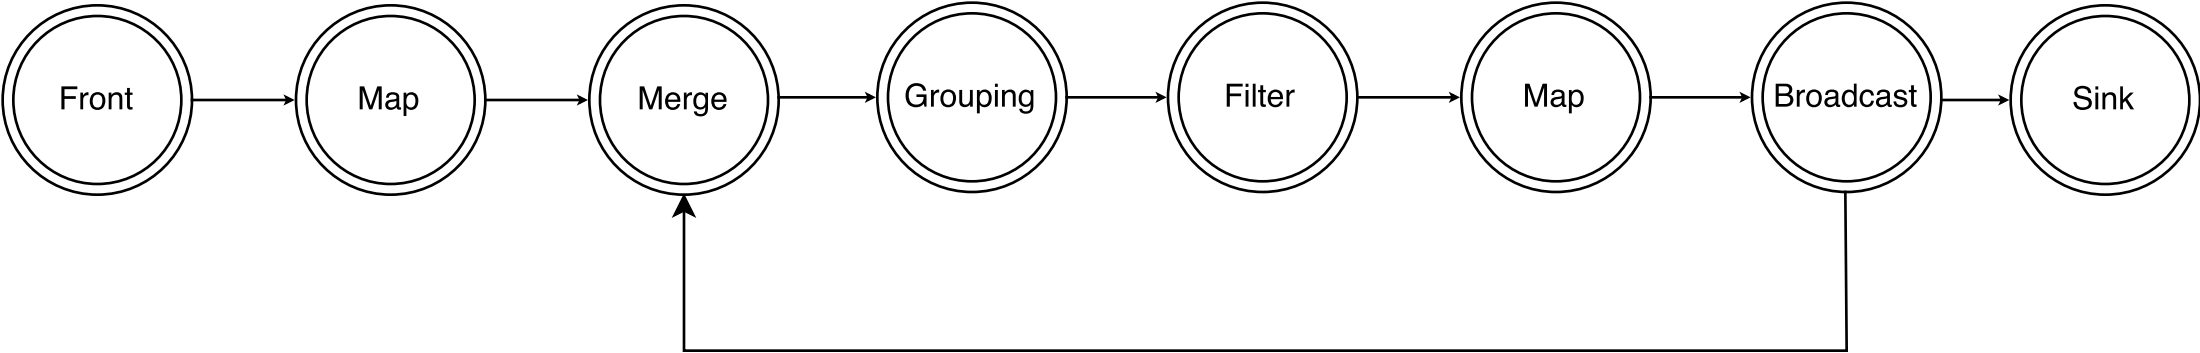 Front
Map
Merge
Grouping
Filter
Map
Broadcast
Sink